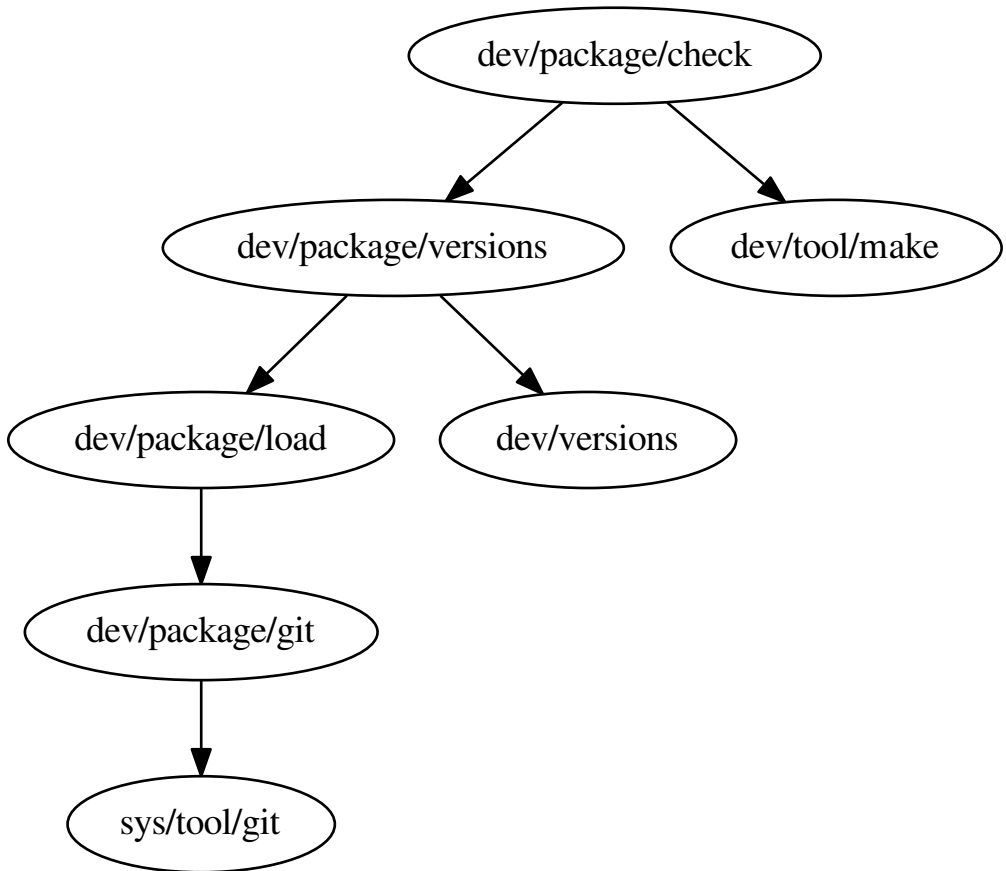 dev/package/check
dev/package/versions
dev/tool/make
dev/package/load
dev/versions
dev/package/git
sys/tool/git